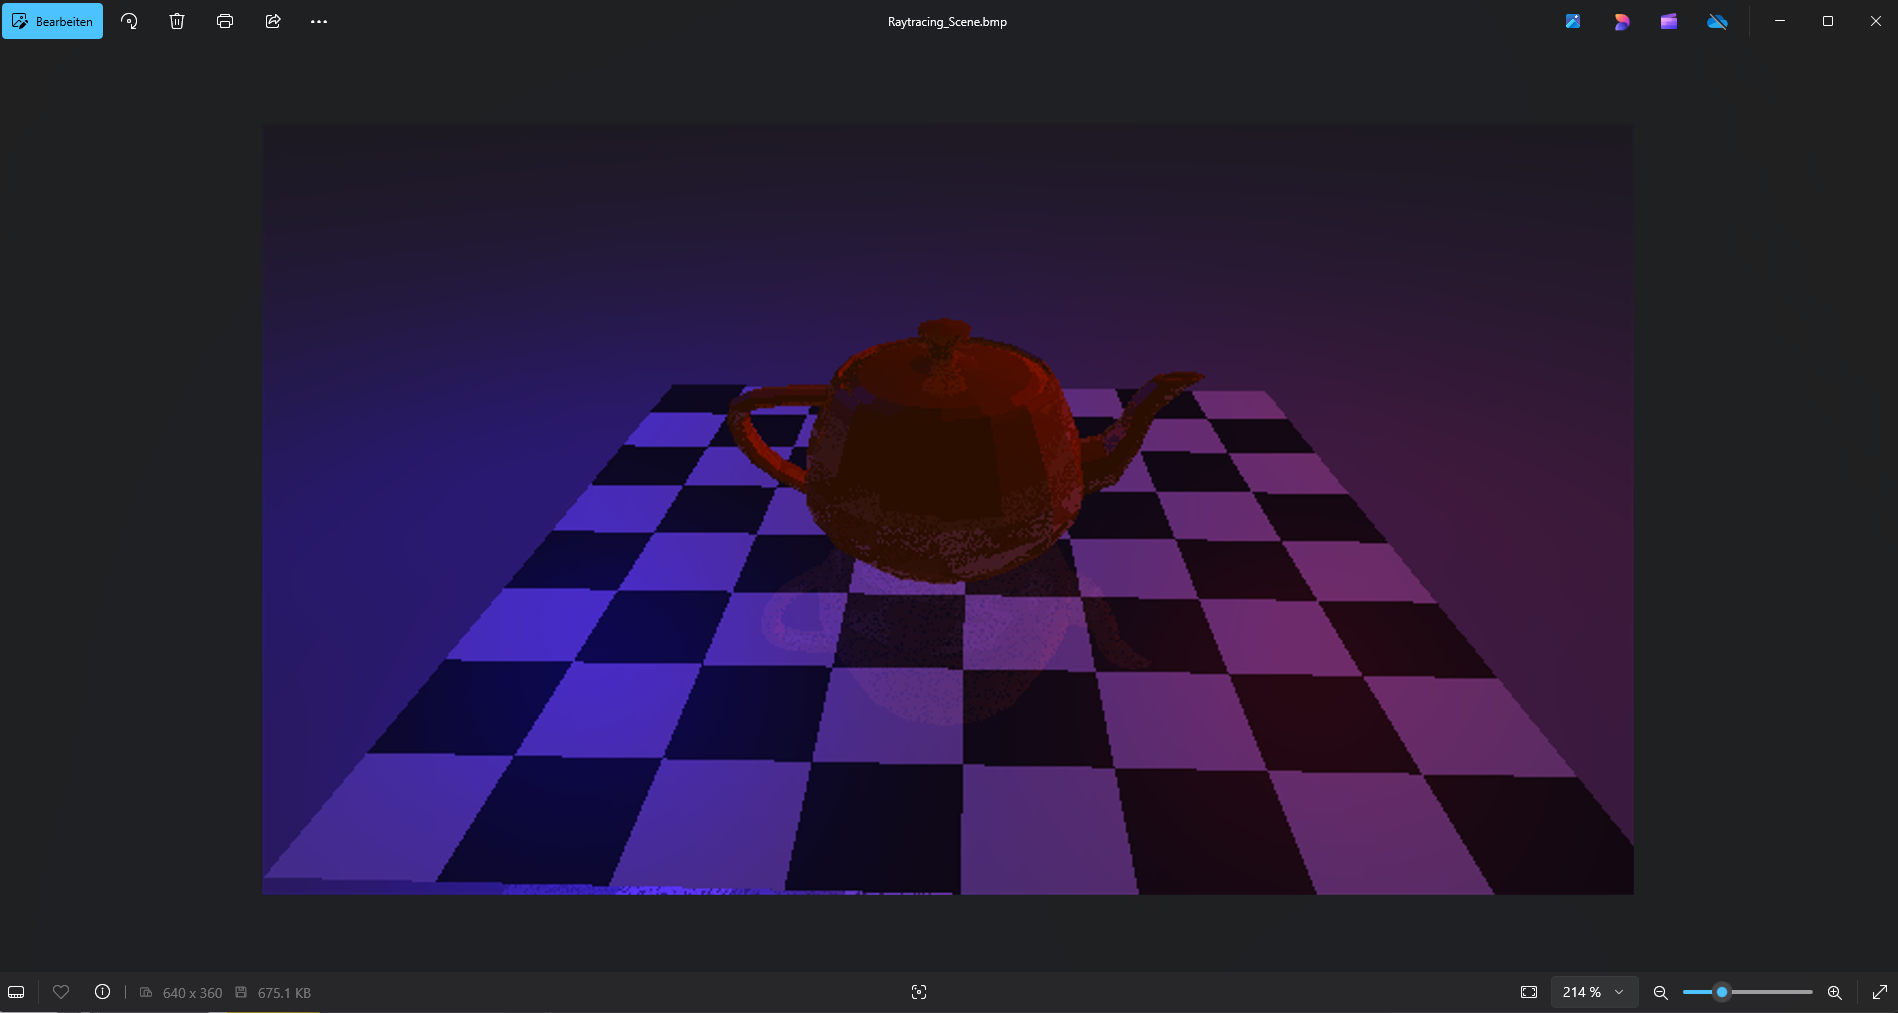 Bearbeiten
Raytracing_Scene.bmp
640 x 360
675.1 KB
214 %